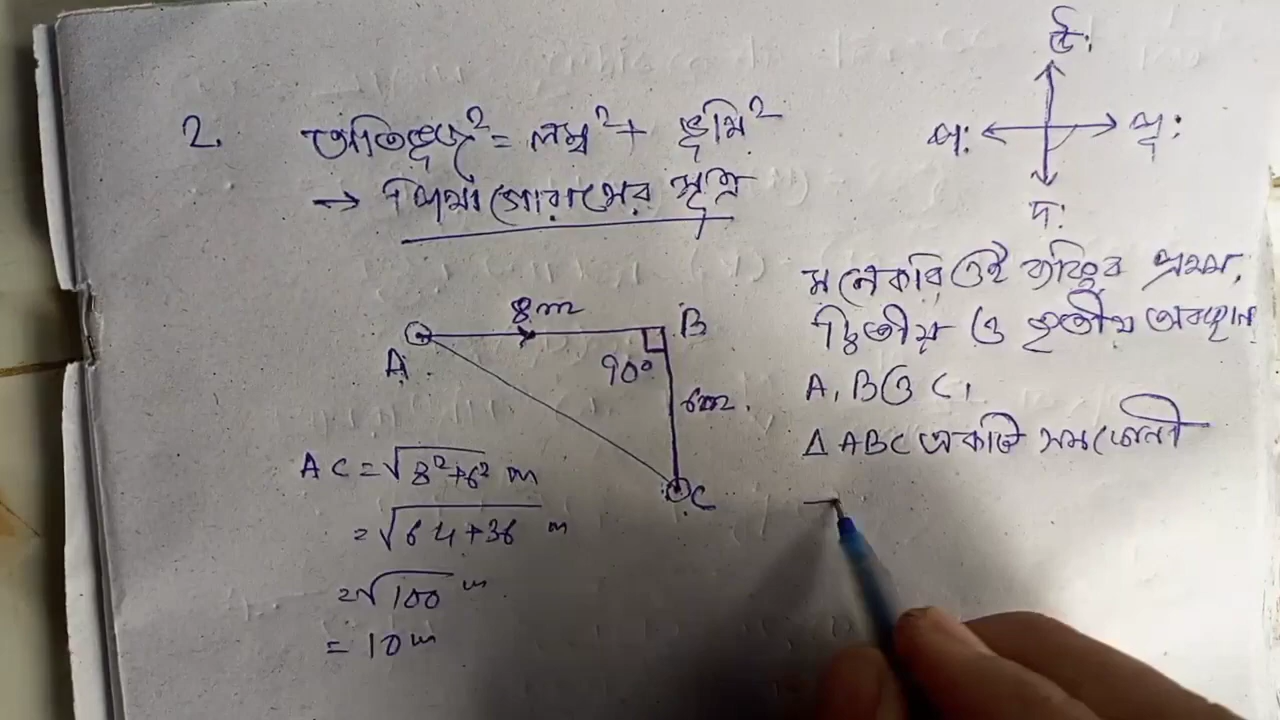 2. অতিভুজ² = লম্ব² + ভূমি²
→ পিথাগোরাসের সূত্র
উ:
প: পূ:
দ:
8m
A B
90°
6m.
C
AC = √8²+6² m
= √64+36 m
= √100 m
= 10m
মনেকরি ওই ব্যক্তির প্রথম,
দ্বিতীয় ও তৃতীয় অবস্থান
A, B ও C,
Δ ABC একটি সমকোনী